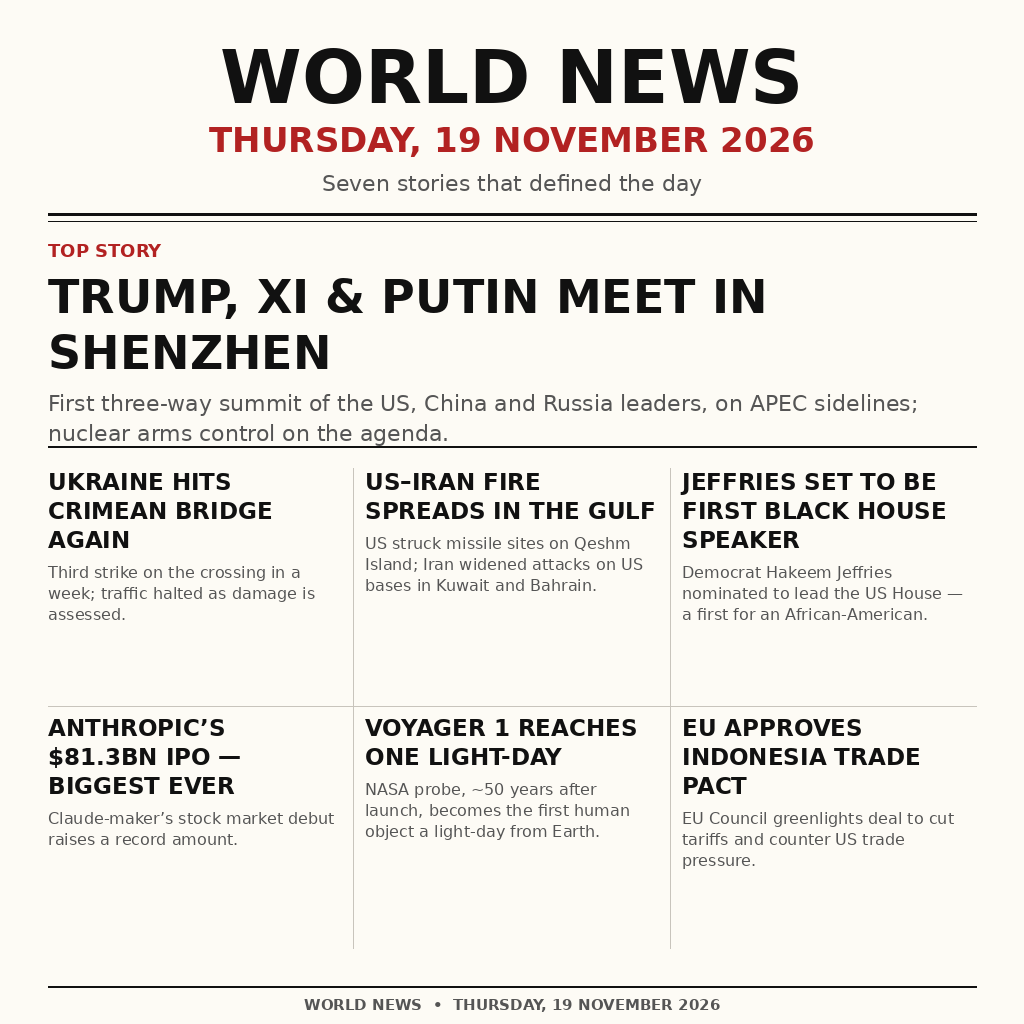 WORLD NEWS
THURSDAY, 19 NOVEMBER 2026
Seven stories that defined the day
TOP STORY
TRUMP, XI & PUTIN MEET IN
SHENZHEN
First three-way summit of the US, China and Russia leaders, on APEC sidelines;
nuclear arms control on the agenda.
UKRAINE HITS
CRIMEAN BRIDGE
AGAIN
Third strike on the crossing in a
week; traffic halted as damage is
assessed.
US–IRAN FIRE
SPREADS IN THE GULF
US struck missile sites on Qeshm
Island; Iran widened attacks on US
bases in Kuwait and Bahrain.
JEFFRIES SET TO BE
FIRST BLACK HOUSE
SPEAKER
Democrat Hakeem Jeffries
nominated to lead the US House —
a first for an African-American.
ANTHROPIC’S
$81.3BN IPO —
BIGGEST EVER
Claude-maker’s stock market debut
raises a record amount.
VOYAGER 1 REACHES
ONE LIGHT-DAY
NASA probe, ~50 years after
launch, becomes the first human
object a light-day from Earth.
EU APPROVES
INDONESIA TRADE
PACT
EU Council greenlights deal to cut
tariffs and counter US trade
pressure.
WORLD NEWS • THURSDAY, 19 NOVEMBER 2026